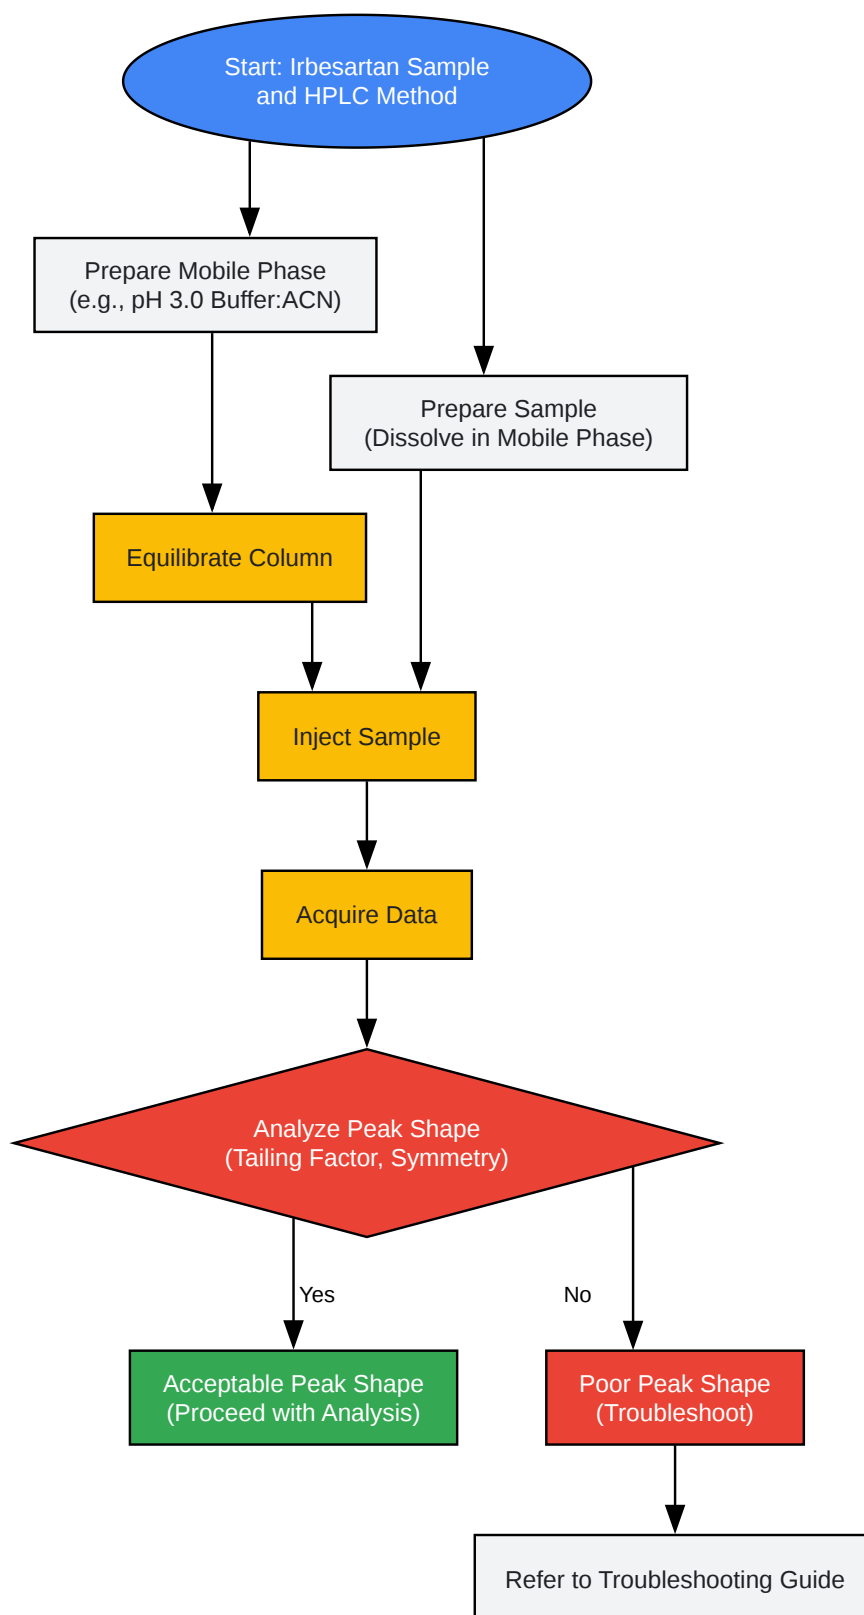 Start: Irbesartan Sample
and HPLC Method
Prepare Mobile Phase
(e.g., pH 3.0 Buffer:ACN)
Prepare Sample
(Dissolve in Mobile Phase)
Equilibrate Column
Inject Sample
Acquire Data
Analyze Peak Shape
(Tailing Factor, Symmetry)
Yes
No
Acceptable Peak Shape
(Proceed with Analysis)
Poor Peak Shape
(Troubleshoot)
Refer to Troubleshooting Guide